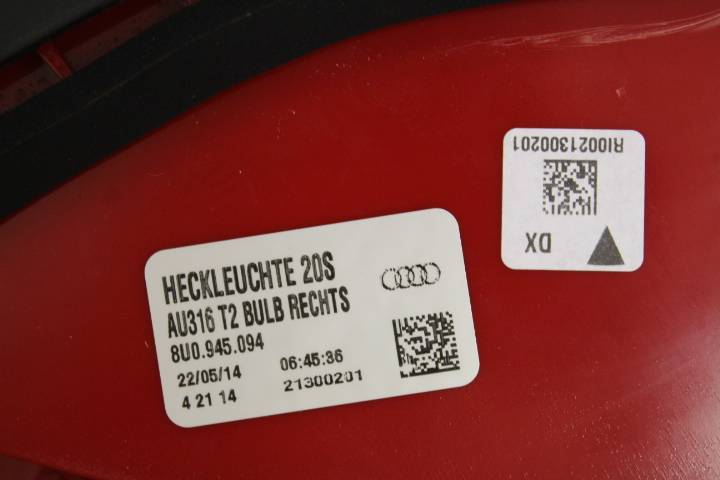 HECKLEUCHTE 20S
AU316 T2 BULB RECHTS
8U0.945.094
22/05/14 06:45:36
4 21 14 21300201
RI0021300201
DX